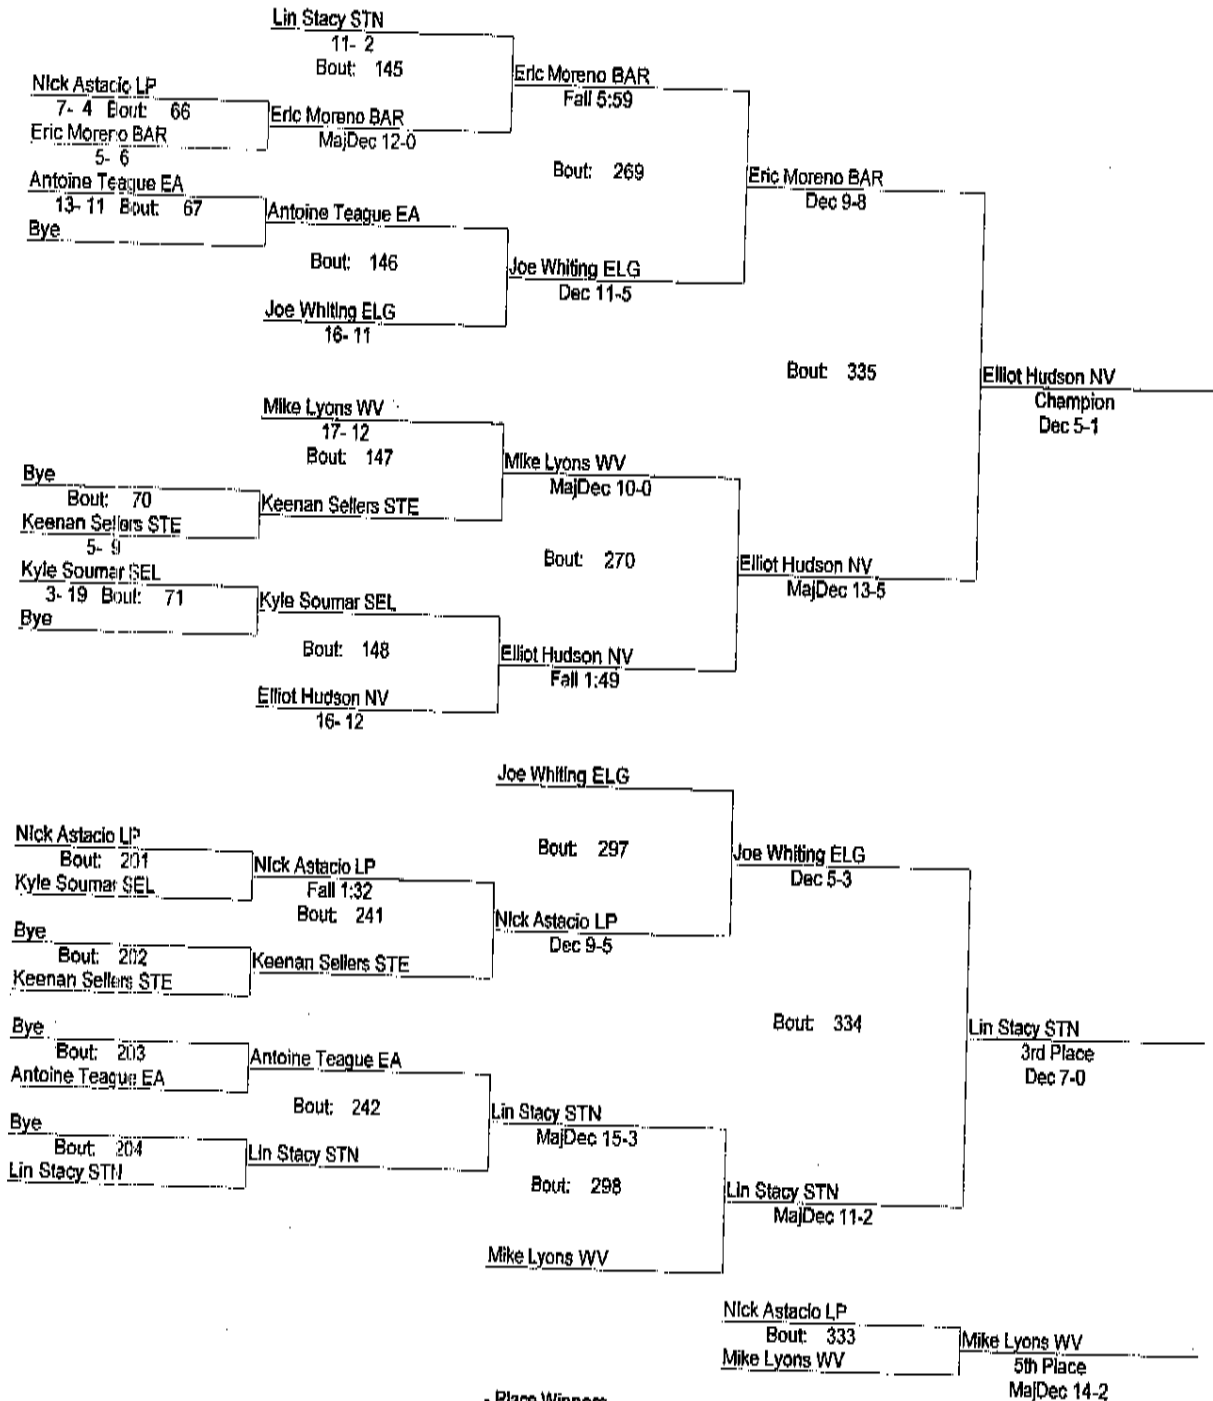 Lin Stacy STN
11- 2
Bout: 145
Nick Astacio LP
7- 4 Bout: 66
Eric Moreno BAR
5- 6
Eric Moreno BAR
MajDec 12-0
Eric Moreno BAR
Fall 5:59
Antoine Teague EA
13- 11 Bout: 67
Bye
Antoine Teague EA
Bout: 146
Joe Whiting ELG
16- 11
Joe Whiting ELG
Dec 11-5
Bout: 269
Eric Moreno BAR
Dec 9-8
Mike Lyons WV
17- 12
Bout: 147
Bye
Bout: 70
Keenan Sellers STE
5- 9
Keenan Sellers STE
Mike Lyons WV
MajDec 10-0
Kyle Soumar SEL
3- 19 Bout: 71
Bye
Kyle Soumar SEL
Bout: 148
Elliot Hudson NV
16- 12
Elliot Hudson NV
Fall 1:49
Bout: 270
Elliot Hudson NV
MajDec 13-5
Bout: 335
Elliot Hudson NV
Champion
Dec 5-1
Joe Whiting ELG
Nick Astacio LP
Bout: 201
Kyle Soumar SEL
Nick Astacio LP
Fall 1:32
Bout: 241
Bye
Bout: 202
Keenan Sellers STE
Keenan Sellers STE
Nick Astacio LP
Dec 9-5
Bout: 297
Joe Whiting ELG
Dec 5-3
Bye
Bout: 203
Antoine Teague EA
Antoine Teague EA
Bout: 242
Bye
Bout: 204
Lin Stacy STN
Lin Stacy STN
Lin Stacy STN
MajDec 15-3
Bout: 298
Mike Lyons WV
Lin Stacy STN
MajDec 11-2
Bout: 334
Lin Stacy STN
3rd Place
Dec 7-0
Nick Astacio LP
Bout: 333
Mike Lyons WV
Mike Lyons WV
5th Place
MajDec 14-2
- Place Winners